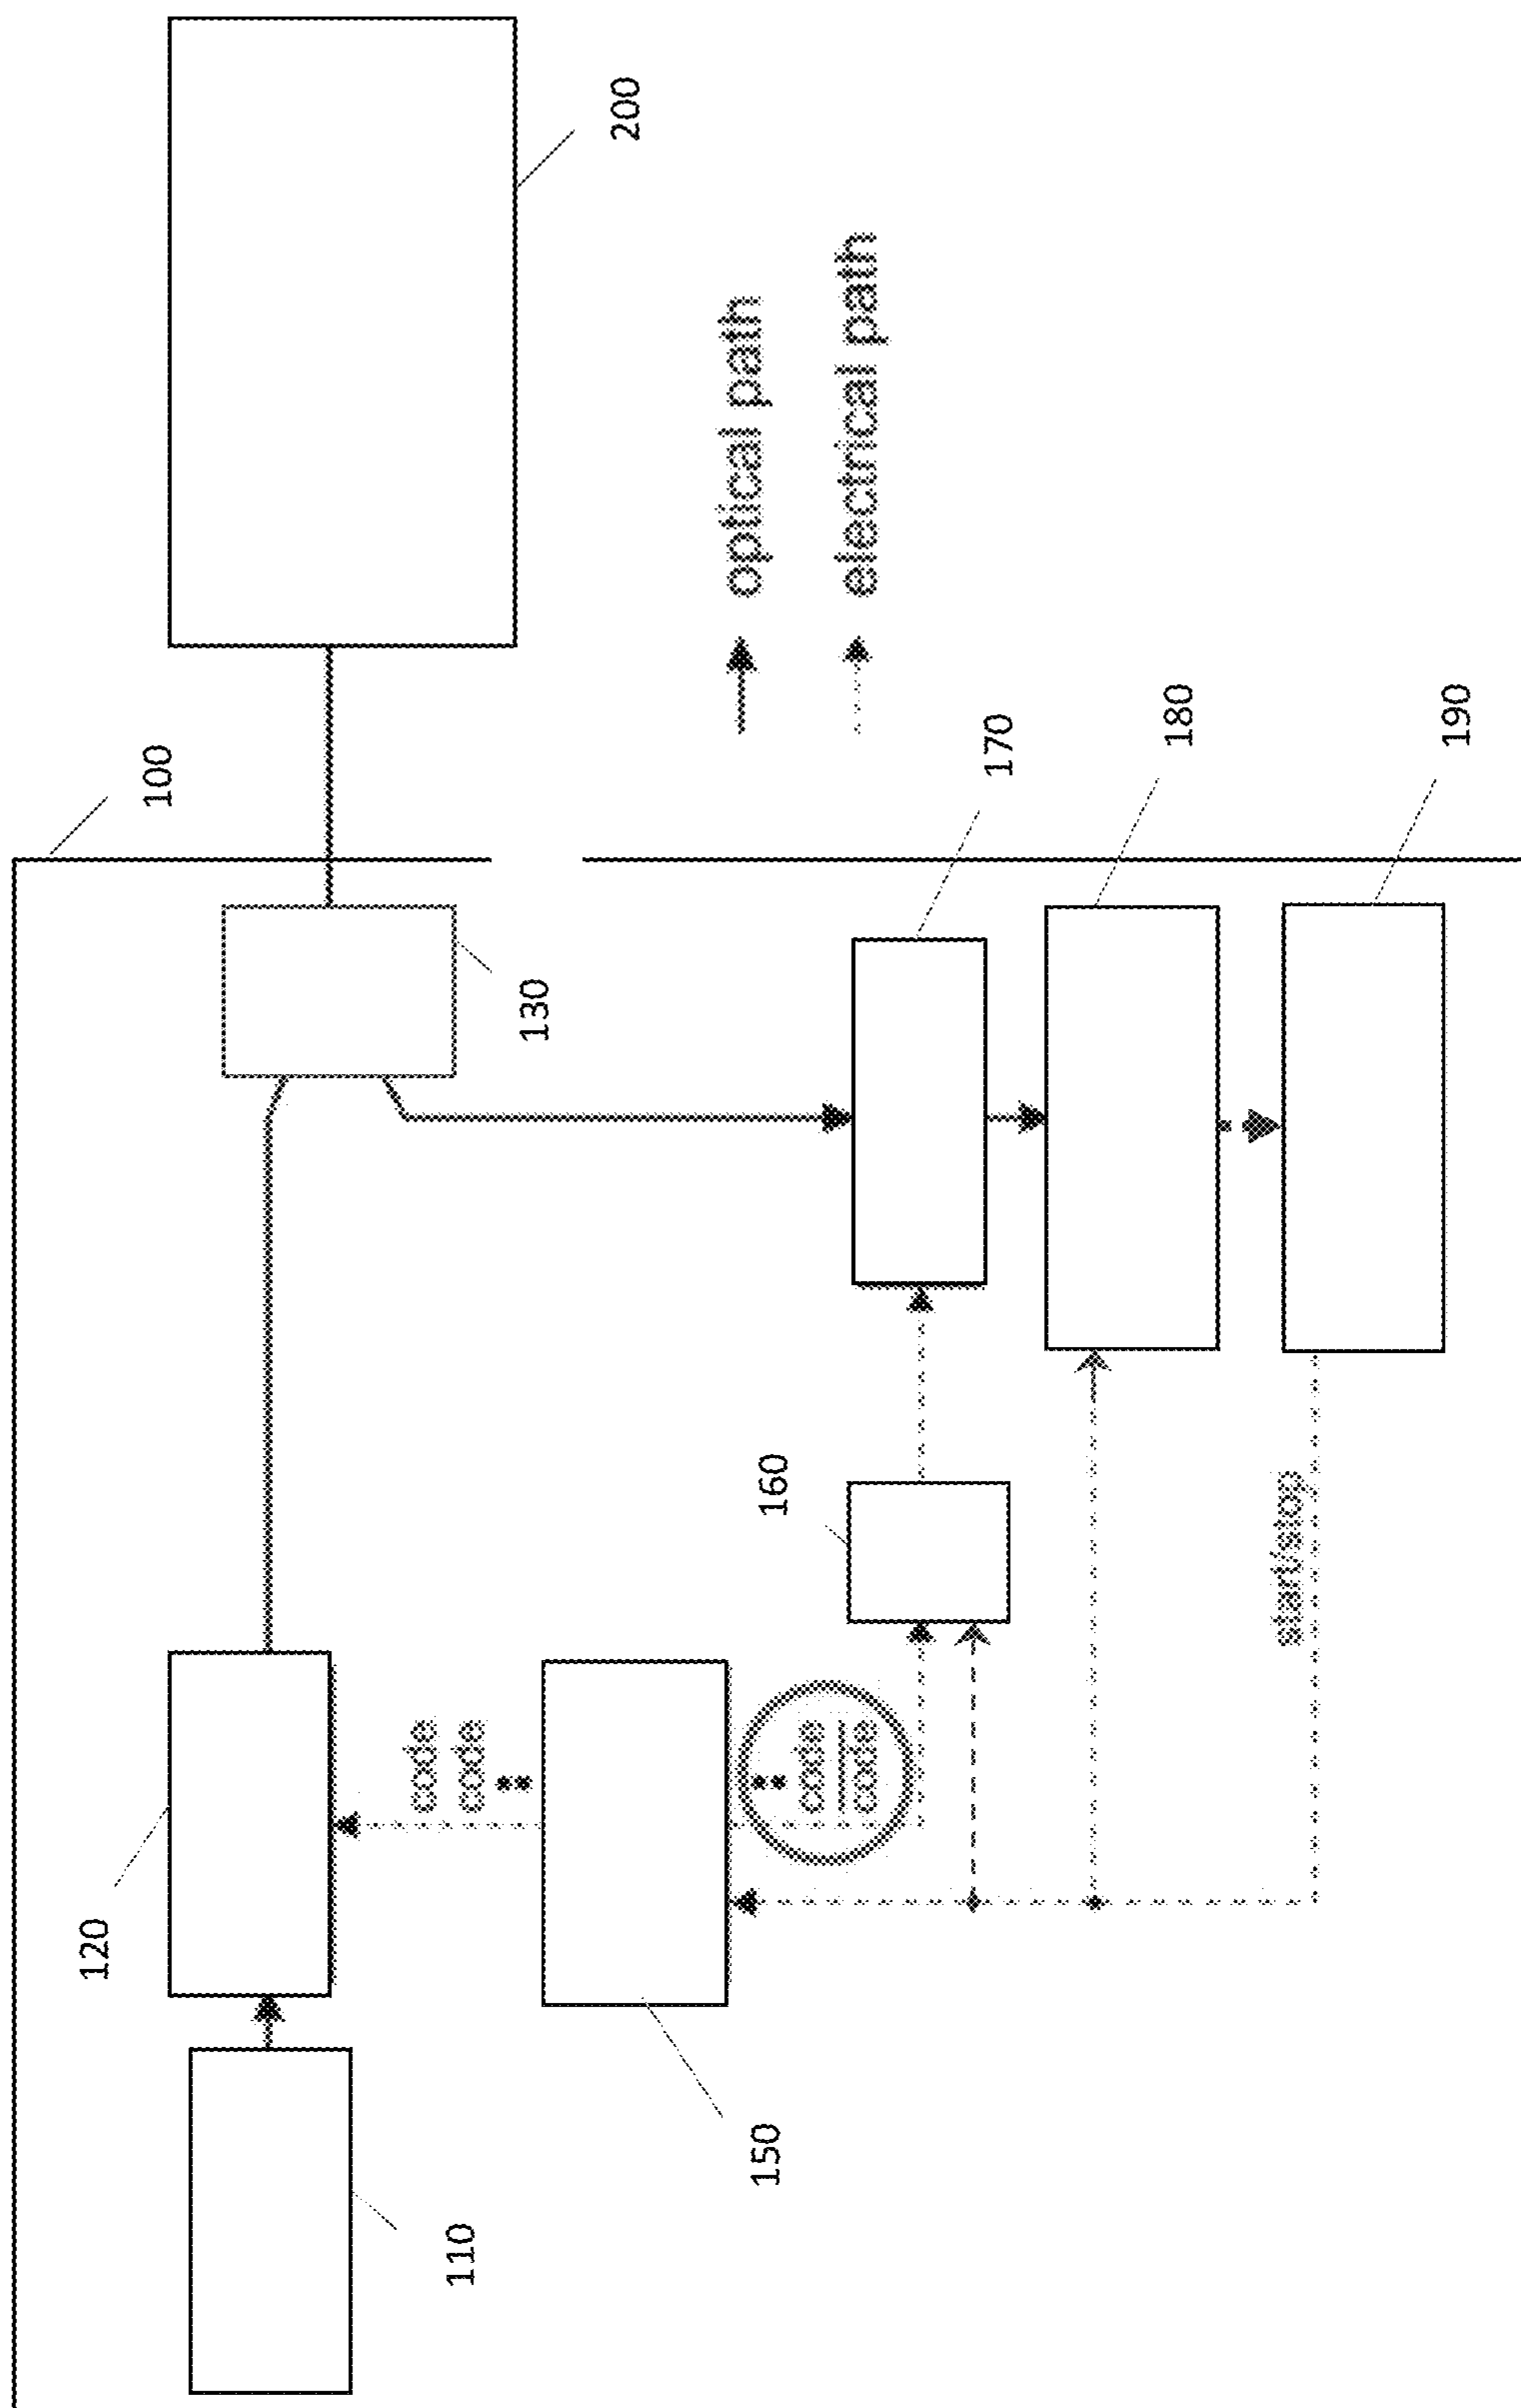 120
100
code
110
code
130
200
optical path
150
160
code
code
electrical path
170
180
start/stop
190